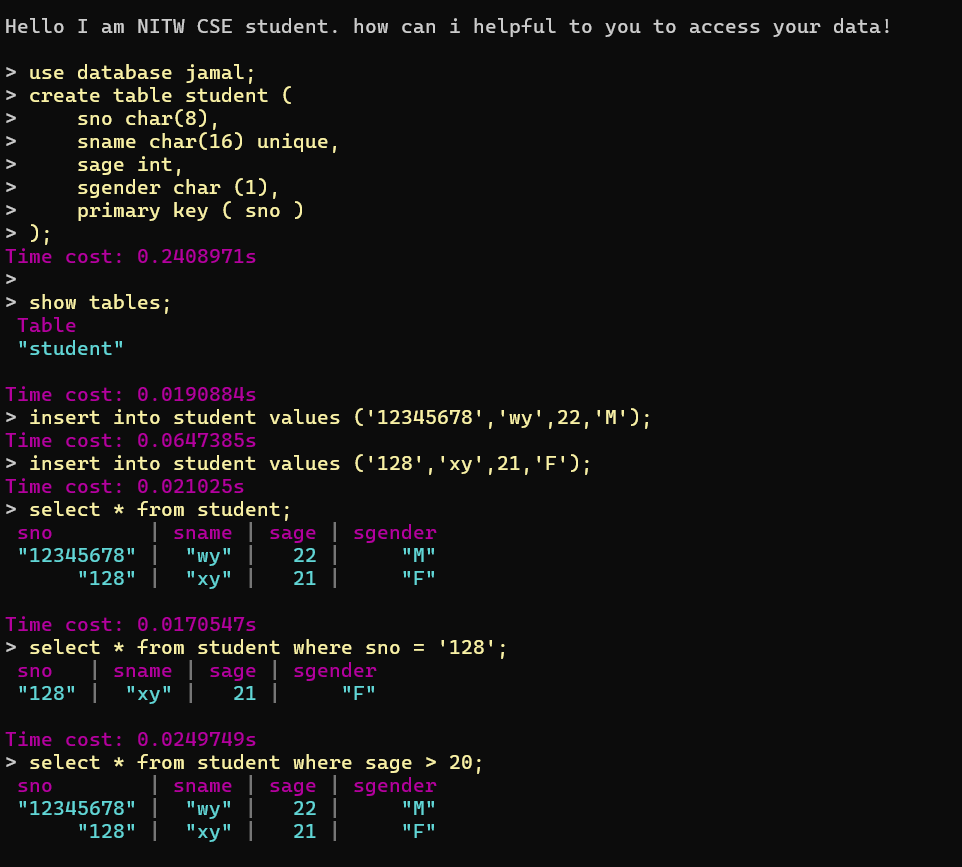 Hello I am NITW CSE student. how can i helpful to you to access your data!
> use database jamal;
> create table student (
>     sno char(8),
>     sname char(16) unique,
>     sage int,
>     sgender char (1),
>     primary key ( sno )
> );
Time cost: 0.2408971s
>
> show tables;
 Table
 "student"
Time cost: 0.0190884s
> insert into student values ('12345678','wy',22,'M');
Time cost: 0.0647385s
> insert into student values ('128','xy',21,'F');
Time cost: 0.021025s
> select * from student;
 sno        | sname | sage | sgender
 "12345678" |  "wy" |   22 |     "M"
      "128" |  "xy" |   21 |     "F"
Time cost: 0.0170547s
> select * from student where sno = '128';
 sno   | sname | sage | sgender
 "128" |  "xy" |   21 |     "F"
Time cost: 0.0249749s
> select * from student where sage > 20;
 sno        | sname | sage | sgender
 "12345678" |  "wy" |   22 |     "M"
      "128" |  "xy" |   21 |     "F"